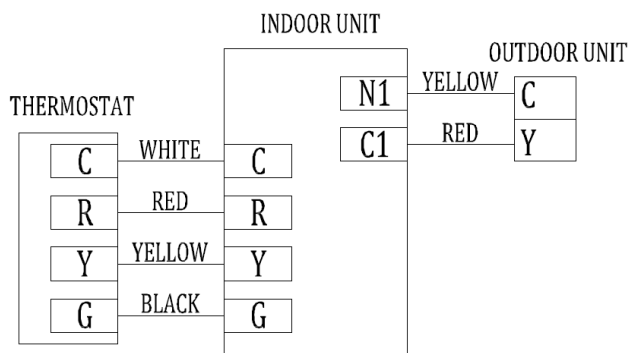 INDOOR UNIT
OUTDOOR UNIT
N1 YELLOW C
THERMOSTAT
C1 RED Y
C WHITE C
R RED R
Y YELLOW Y
G BLACK G